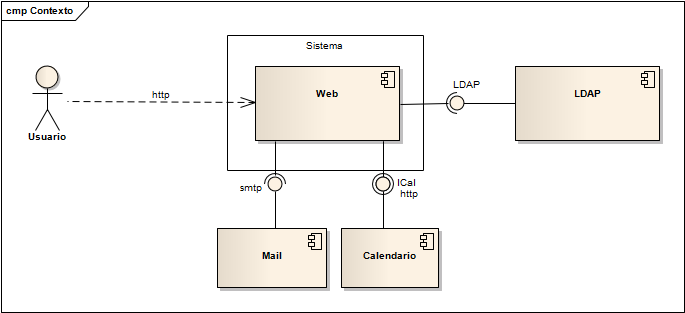 cmp Contexto
Sistema
Web
http
Usuario
LDAP
LDAP
smtp
ICal
http
Mail
Calendario